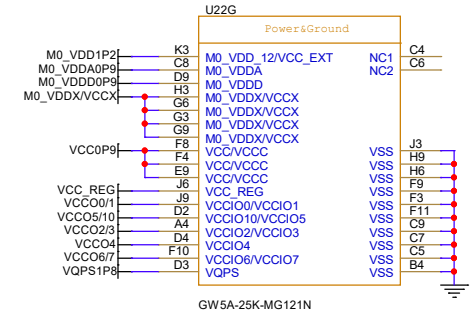 U22G
Power&Ground
M0_VDD1P2 K3 M0_VDD_12/VCC_EXT NC1 C4
M0_VDDA0P9 C8 M0_VDDA NC2 C6
M0_VDDD0P9 D9 M0_VDDD
M0_VDDX/VCCX H3 M0_VDDX/VCCX
G6 M0_VDDX/VCCX
G3 M0_VDDX/VCCX
G9 M0_VDDX/VCCX
VCC0P9 F8 VCC/VCCC VSS J3
F4 VCC/VCCC VSS H9
E9 VCC/VCCC VSS H6
VCC_REG J6 VCC_REG VSS F9
VCCO0/1 J9 VCCIO0/VCCIO1 VSS F3
VCCO5/10 D2 VCCIO10/VCCIO5 VSS F11
VCCO2/3 A4 VCCIO2/VCCIO3 VSS C9
VCCO4 D4 VCCIO4 VSS C7
VCCO6/7 F10 VCCIO6/VCCIO7 VSS C5
VQPS1P8 D3 VQPS VSS B4
GW5A-25K-MG121N